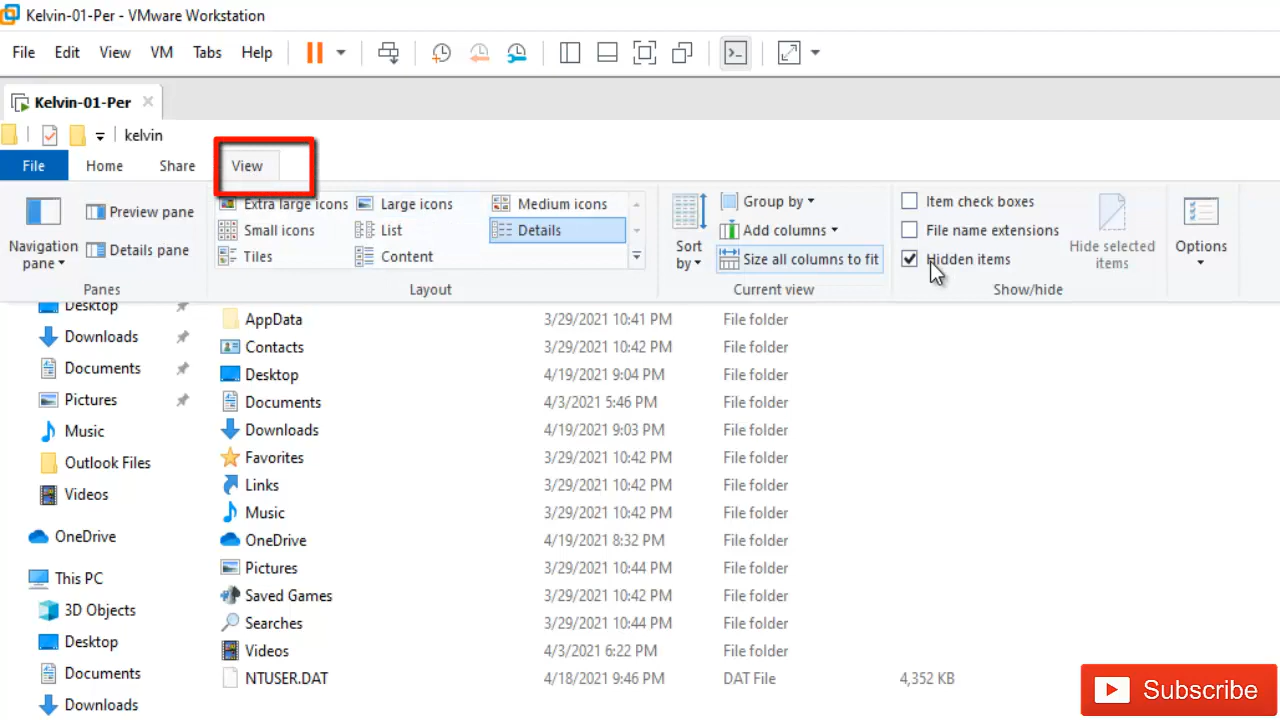 Kelvin-01-Per - VMware Workstation
File Edit View VM Tabs Help
Kelvin-01-Per
kelvin
File Home Share View
Navigation pane
Preview pane
Details pane
Panes
Extra large icons Large icons Medium icons
Small icons List Details
Tiles Content
Layout
Sort by
Group by
Add columns
Size all columns to fit
Current view
Item check boxes
File name extensions
Hidden items
Hide selected items
Show/hide
Options
Desktop
Downloads
Documents
Pictures
Music
Outlook Files
Videos
OneDrive
This PC
3D Objects
Desktop
Documents
Downloads
AppData 3/29/2021 10:41 PM File folder
Contacts 3/29/2021 10:42 PM File folder
Desktop 4/19/2021 9:04 PM File folder
Documents 4/3/2021 5:46 PM File folder
Downloads 4/19/2021 9:03 PM File folder
Favorites 3/29/2021 10:42 PM File folder
Links 3/29/2021 10:42 PM File folder
Music 3/29/2021 10:42 PM File folder
OneDrive 4/19/2021 8:32 PM File folder
Pictures 3/29/2021 10:44 PM File folder
Saved Games 3/29/2021 10:42 PM File folder
Searches 3/29/2021 10:44 PM File folder
Videos 4/3/2021 6:22 PM File folder
NTUSER.DAT 4/18/2021 9:46 PM DAT File 4,352 KB
Subscribe